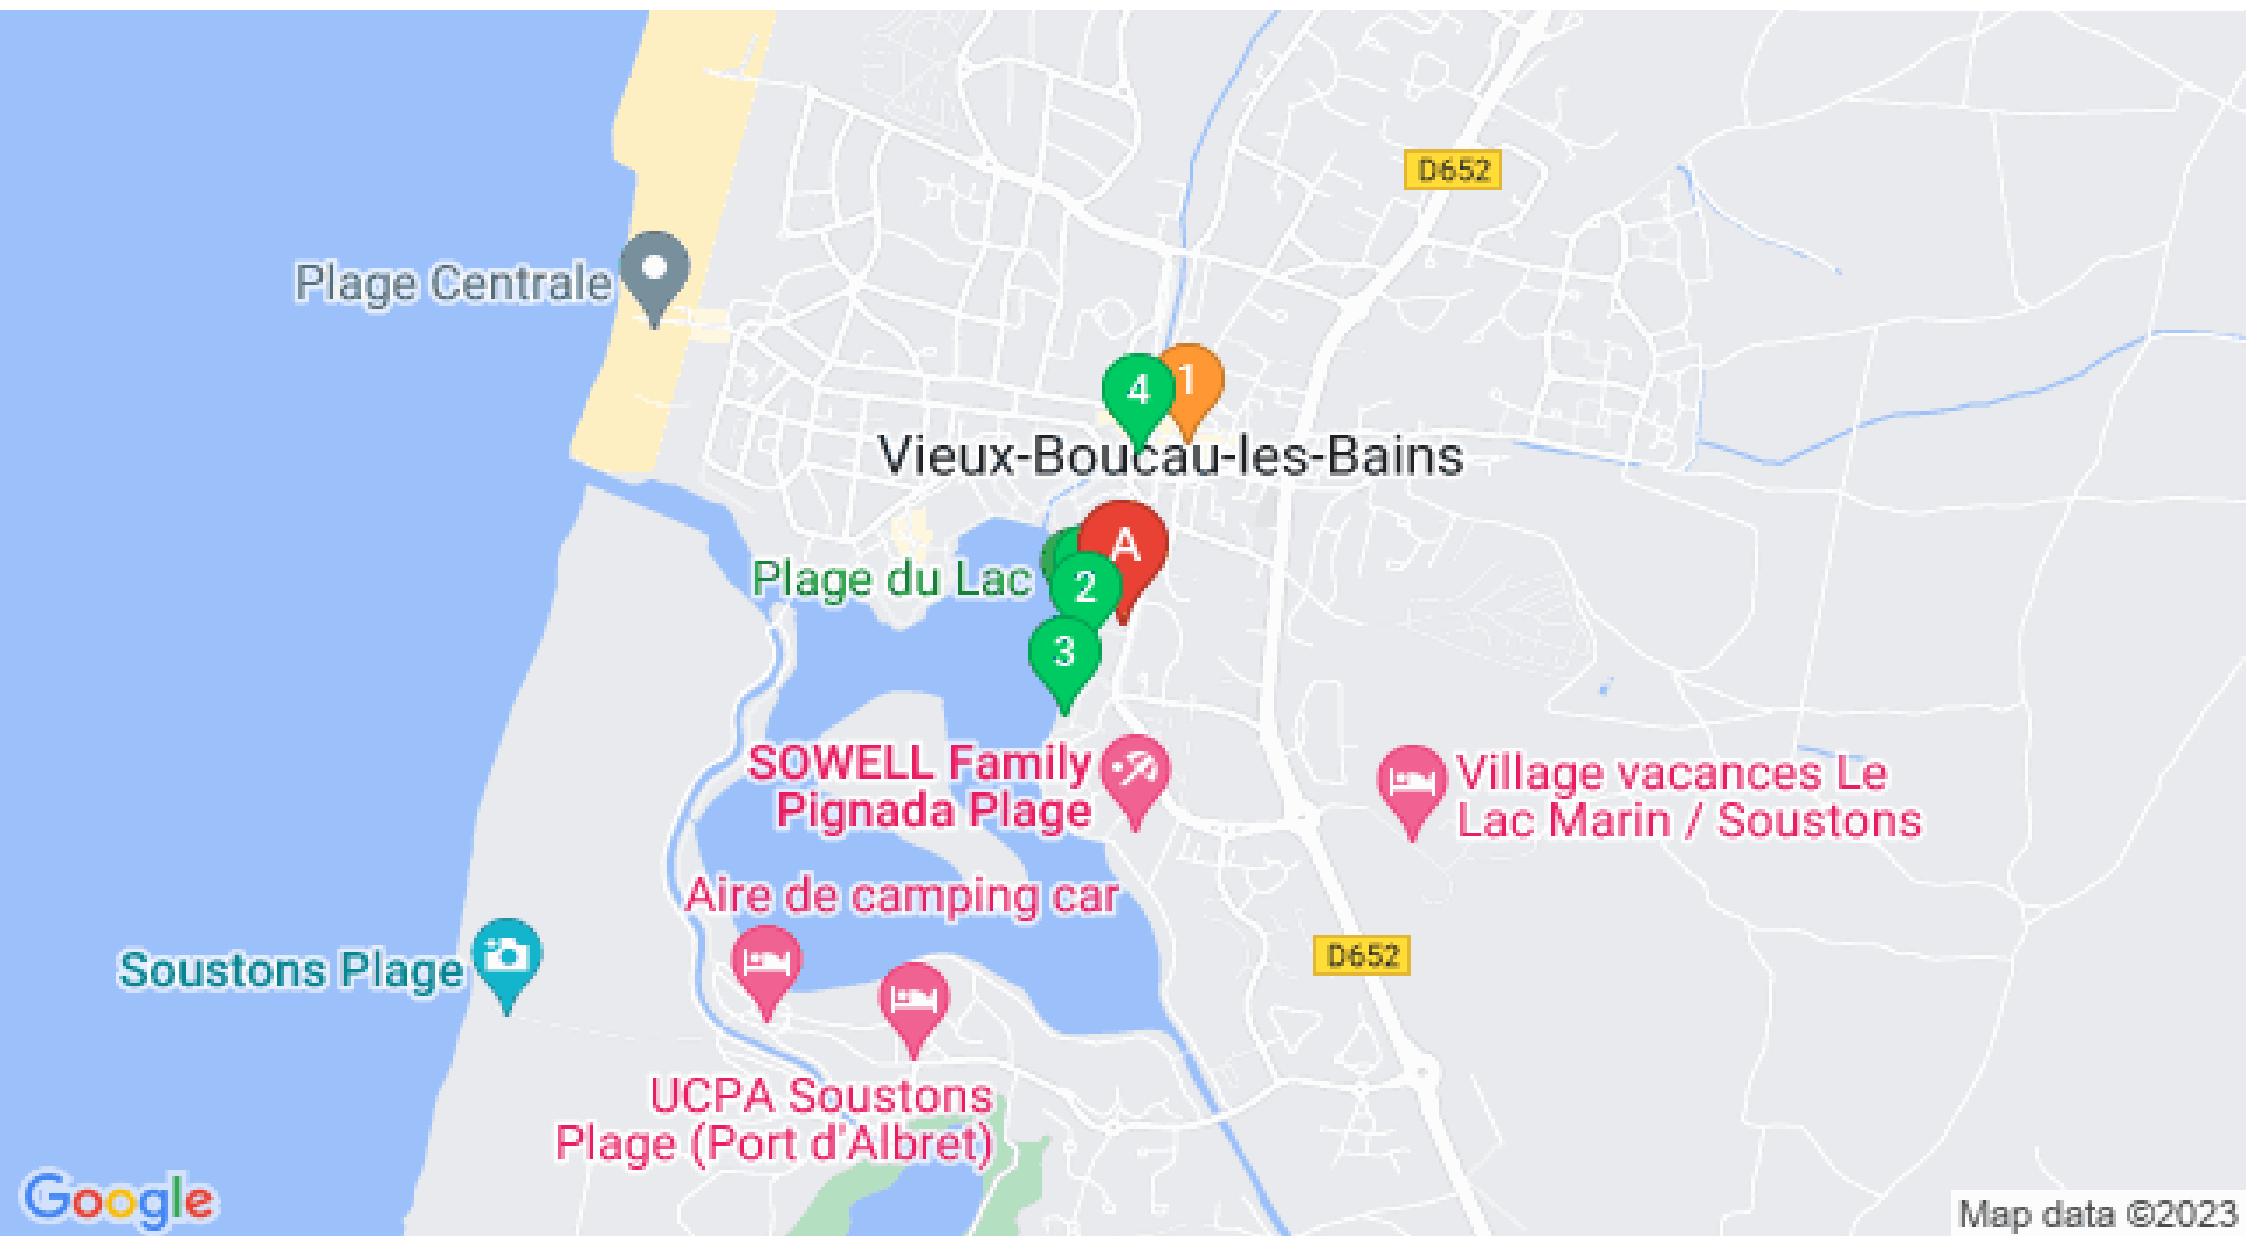 D652
Plage Centrale
4
1
Vieux-Boucau-les-Bains
A
Plage du Lac
2
3
SOWELL Family
Pignada Plage
Village vacances Le
Lac Marin / Soustons
Aire de camping car
D652
Soustons Plage
UCPA Soustons
Plage (Port d'Albret)
Google
Map data ©2023